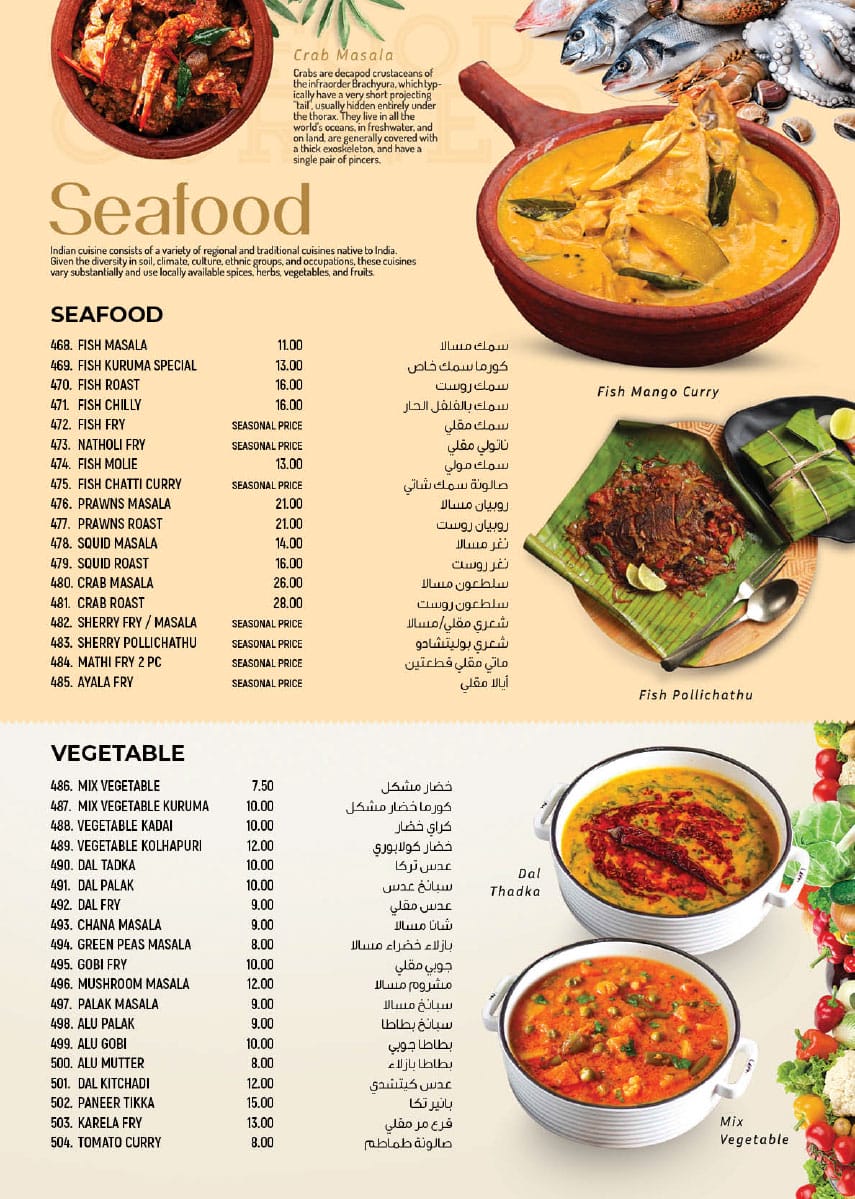 Crab Masala
Crabs are decapod crustaceans of
the infraorder Brachyura, which typ-
ically have a very short projecting
"tail", usually hidden entirely under
the thorax. They live in all the
world's oceans, in freshwater, and
on land, are generally covered with
a thick exoskeleton, and have a
single pair of pincers.
Seafood
Indian cuisine consists of a variety of regional and traditional cuisines native to India.
Given the diversity in soil, climate, culture, ethnic groups, and occupations, these cuisines
vary substantially and use locally available spices, herbs, vegetables, and fruits.
SEAFOOD
468. FISH MASALA 11.00 سمك مسالا
469. FISH KURUMA SPECIAL 13.00 كورما سمك خاص
470. FISH ROAST 16.00 سمك روست
471. FISH CHILLY 16.00 سمك بالفلفل الحار
472. FISH FRY SEASONAL PRICE سمك مقلي
473. NATHOLI FRY SEASONAL PRICE ناتولي مقلي
474. FISH MOLIE 13.00 سمك مولي
475. FISH CHATTI CURRY SEASONAL PRICE صالونة سمك شاتي
476. PRAWNS MASALA 21.00 روبيان مسالا
477. PRAWNS ROAST 21.00 روبيان روست
478. SQUID MASALA 14.00 نغر مسالا
479. SQUID ROAST 16.00 نغر روست
480. CRAB MASALA 26.00 سلطعون مسالا
481. CRAB ROAST 28.00 سلطعون روست
482. SHERRY FRY / MASALA SEASONAL PRICE شعري مقلي/مسالا
483. SHERRY POLLICHATHU SEASONAL PRICE شعري بوليتشادو
484. MATHI FRY 2 PC SEASONAL PRICE ماتي مقلي قطعتين
485. AYALA FRY SEASONAL PRICE أيالا مقلي
Fish Mango Curry
Fish Pollichathu
VEGETABLE
486. MIX VEGETABLE 7.50 خضار مشكل
487. MIX VEGETABLE KURUMA 10.00 كورما خضار مشكل
488. VEGETABLE KADAI 10.00 كراي خضار
489. VEGETABLE KOLHAPURI 12.00 خضار كولابوري
490. DAL TADKA 10.00 عدس تركا
491. DAL PALAK 10.00 سبانخ عدس
492. DAL FRY 9.00 عدس مقلي
493. CHANA MASALA 9.00 شانا مسالا
494. GREEN PEAS MASALA 8.00 بازلاء خضراء مسالا
495. GOBI FRY 10.00 جوبي مقلي
496. MUSHROOM MASALA 12.00 مشروم مسالا
497. PALAK MASALA 9.00 سبانخ مسالا
498. ALU PALAK 9.00 سبانخ بطاطا
499. ALU GOBI 10.00 بطاطا جوبي
500. ALU MUTTER 8.00 بطاطا بازلاء
501. DAL KITCHADI 12.00 عدس كيتشدي
502. PANEER TIKKA 15.00 بانير تكا
503. KARELA FRY 13.00 قرع مر مقلي
504. TOMATO CURRY 8.00 صالونة طماطم
Dal
Thadka
Mix
Vegetable